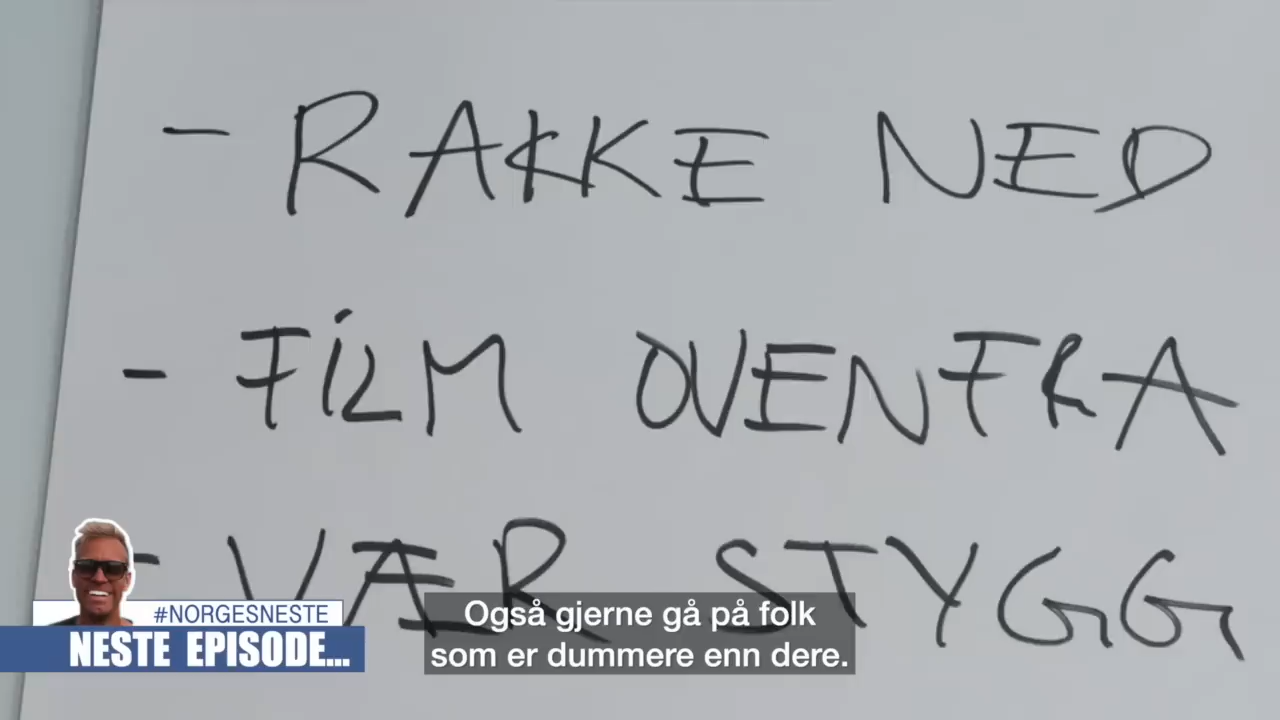 - RAKKE NED
- FILM OVENFRA
- VÆR STYGG
#NORGESNESTE
NESTE EPISODE...
Også gjerne gå på folk
som er dummere enn dere.